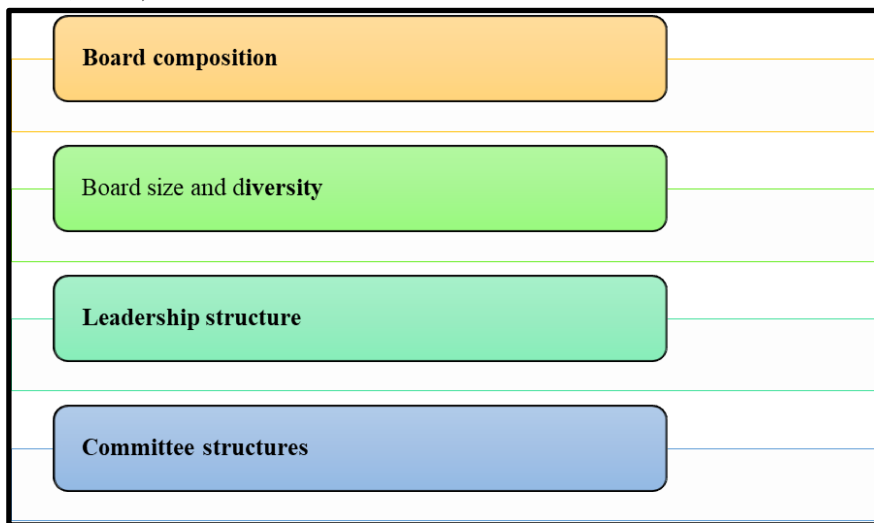 Board composition
Board size and diversity
Leadership structure
Committee structures